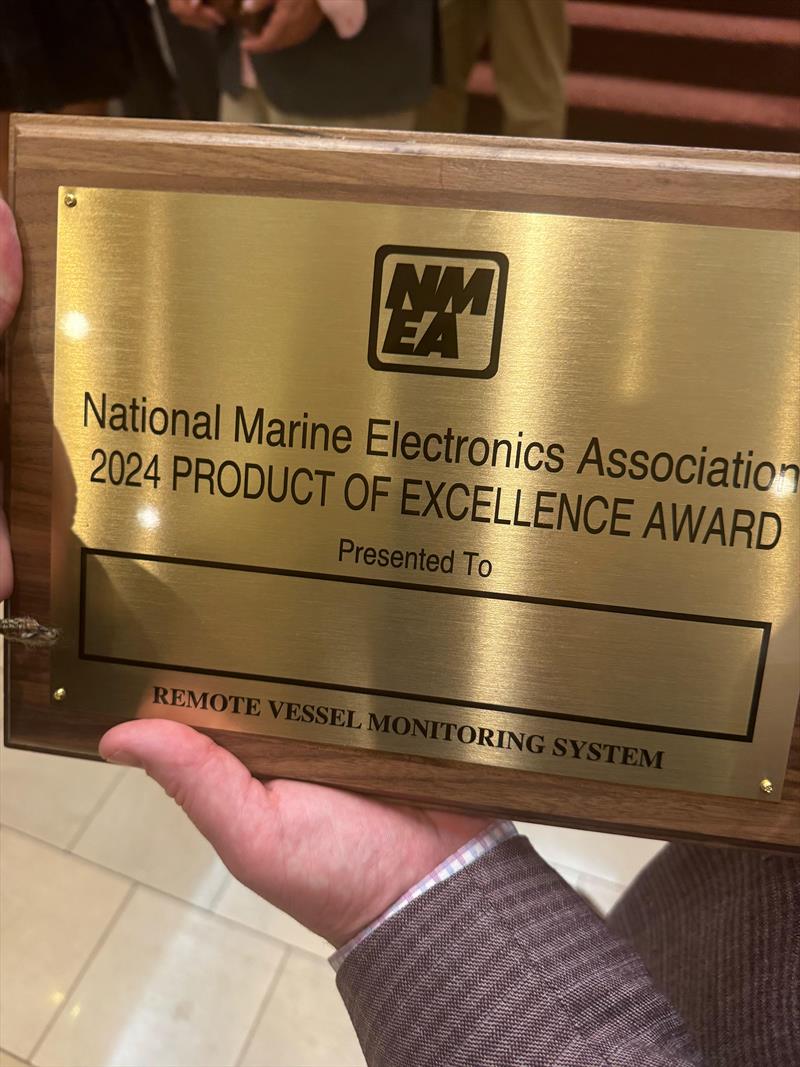 NM
EA
National Marine Electronics Association
2024 PRODUCT OF EXCELLENCE AWARD
Presented To
REMOTE VESSEL MONITORING SYSTEM